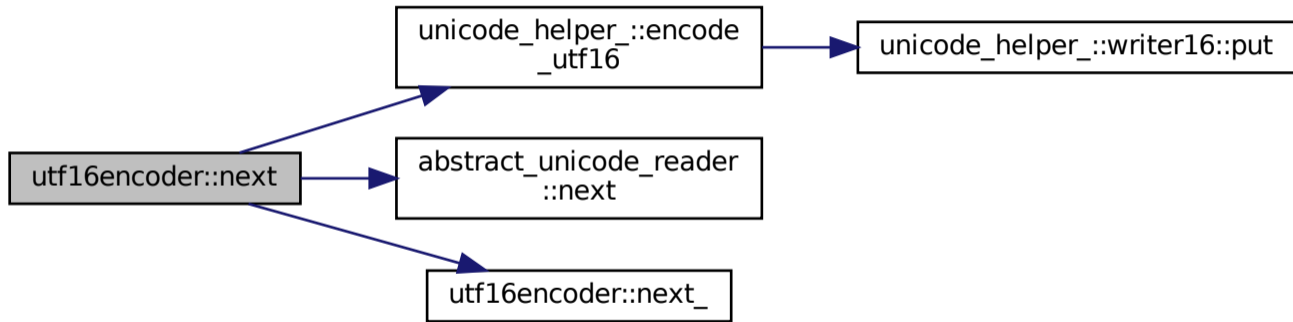 unicode_helper_::encode
_utf16
unicode_helper_::writer16::put
utf16encoder::next
abstract_unicode_reader
::next
utf16encoder::next_